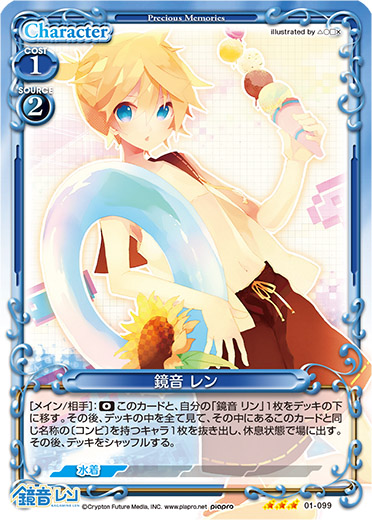 Precious Memories
Character
illustrated by △○□×
COST
1
SOURCE
2
鏡音 レン
[メイン/相手]:このカードと、自分の「鏡音 リン」1枚をデッキの下
に移す。その後、デッキの中を全て見て、その中にあるこのカードと同
じ名称の〔コンビ〕を持つキャラ1枚を抜き出し、休息状態で場に出す。
その後、デッキをシャッフルする。
水着
鏡音レン
KAGAMINE LEN
©Crypton Future Media, INC. www.piapro.net piapro
★★★ 01-099